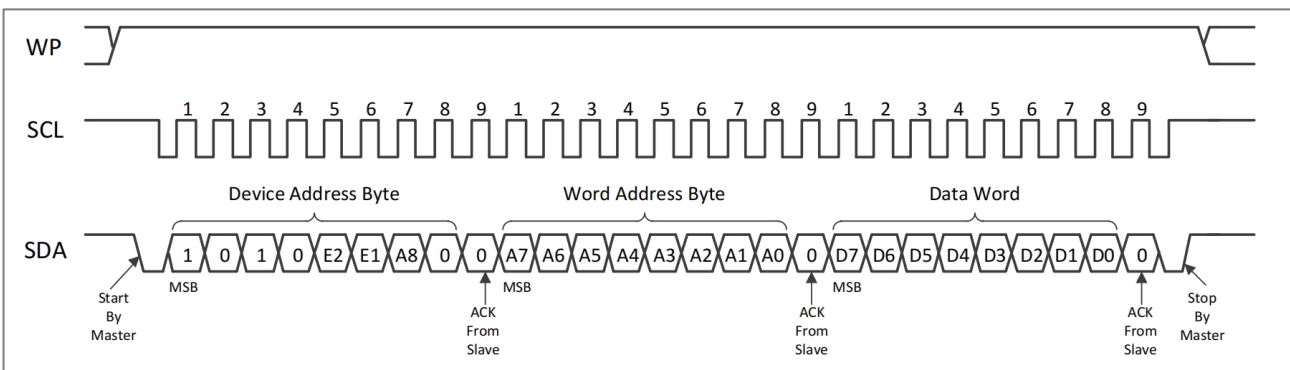 WP
SCL
1 2 3 4 5 6 7 8 9 1 2 3 4 5 6 7 8 9 1 2 3 4 5 6 7 8 9
Device Address Byte Word Address Byte Data Word
SDA
1 0 1 0 E2 E1 A8 0 0 A7 A6 A5 A4 A3 A2 A1 A0 0 D7 D6 D5 D4 D3 D2 D1 D0 0
MSB MSB MSB
Start
By
Master
ACK
From
Slave
ACK
From
Slave
ACK
From
Slave
Stop
By
Master